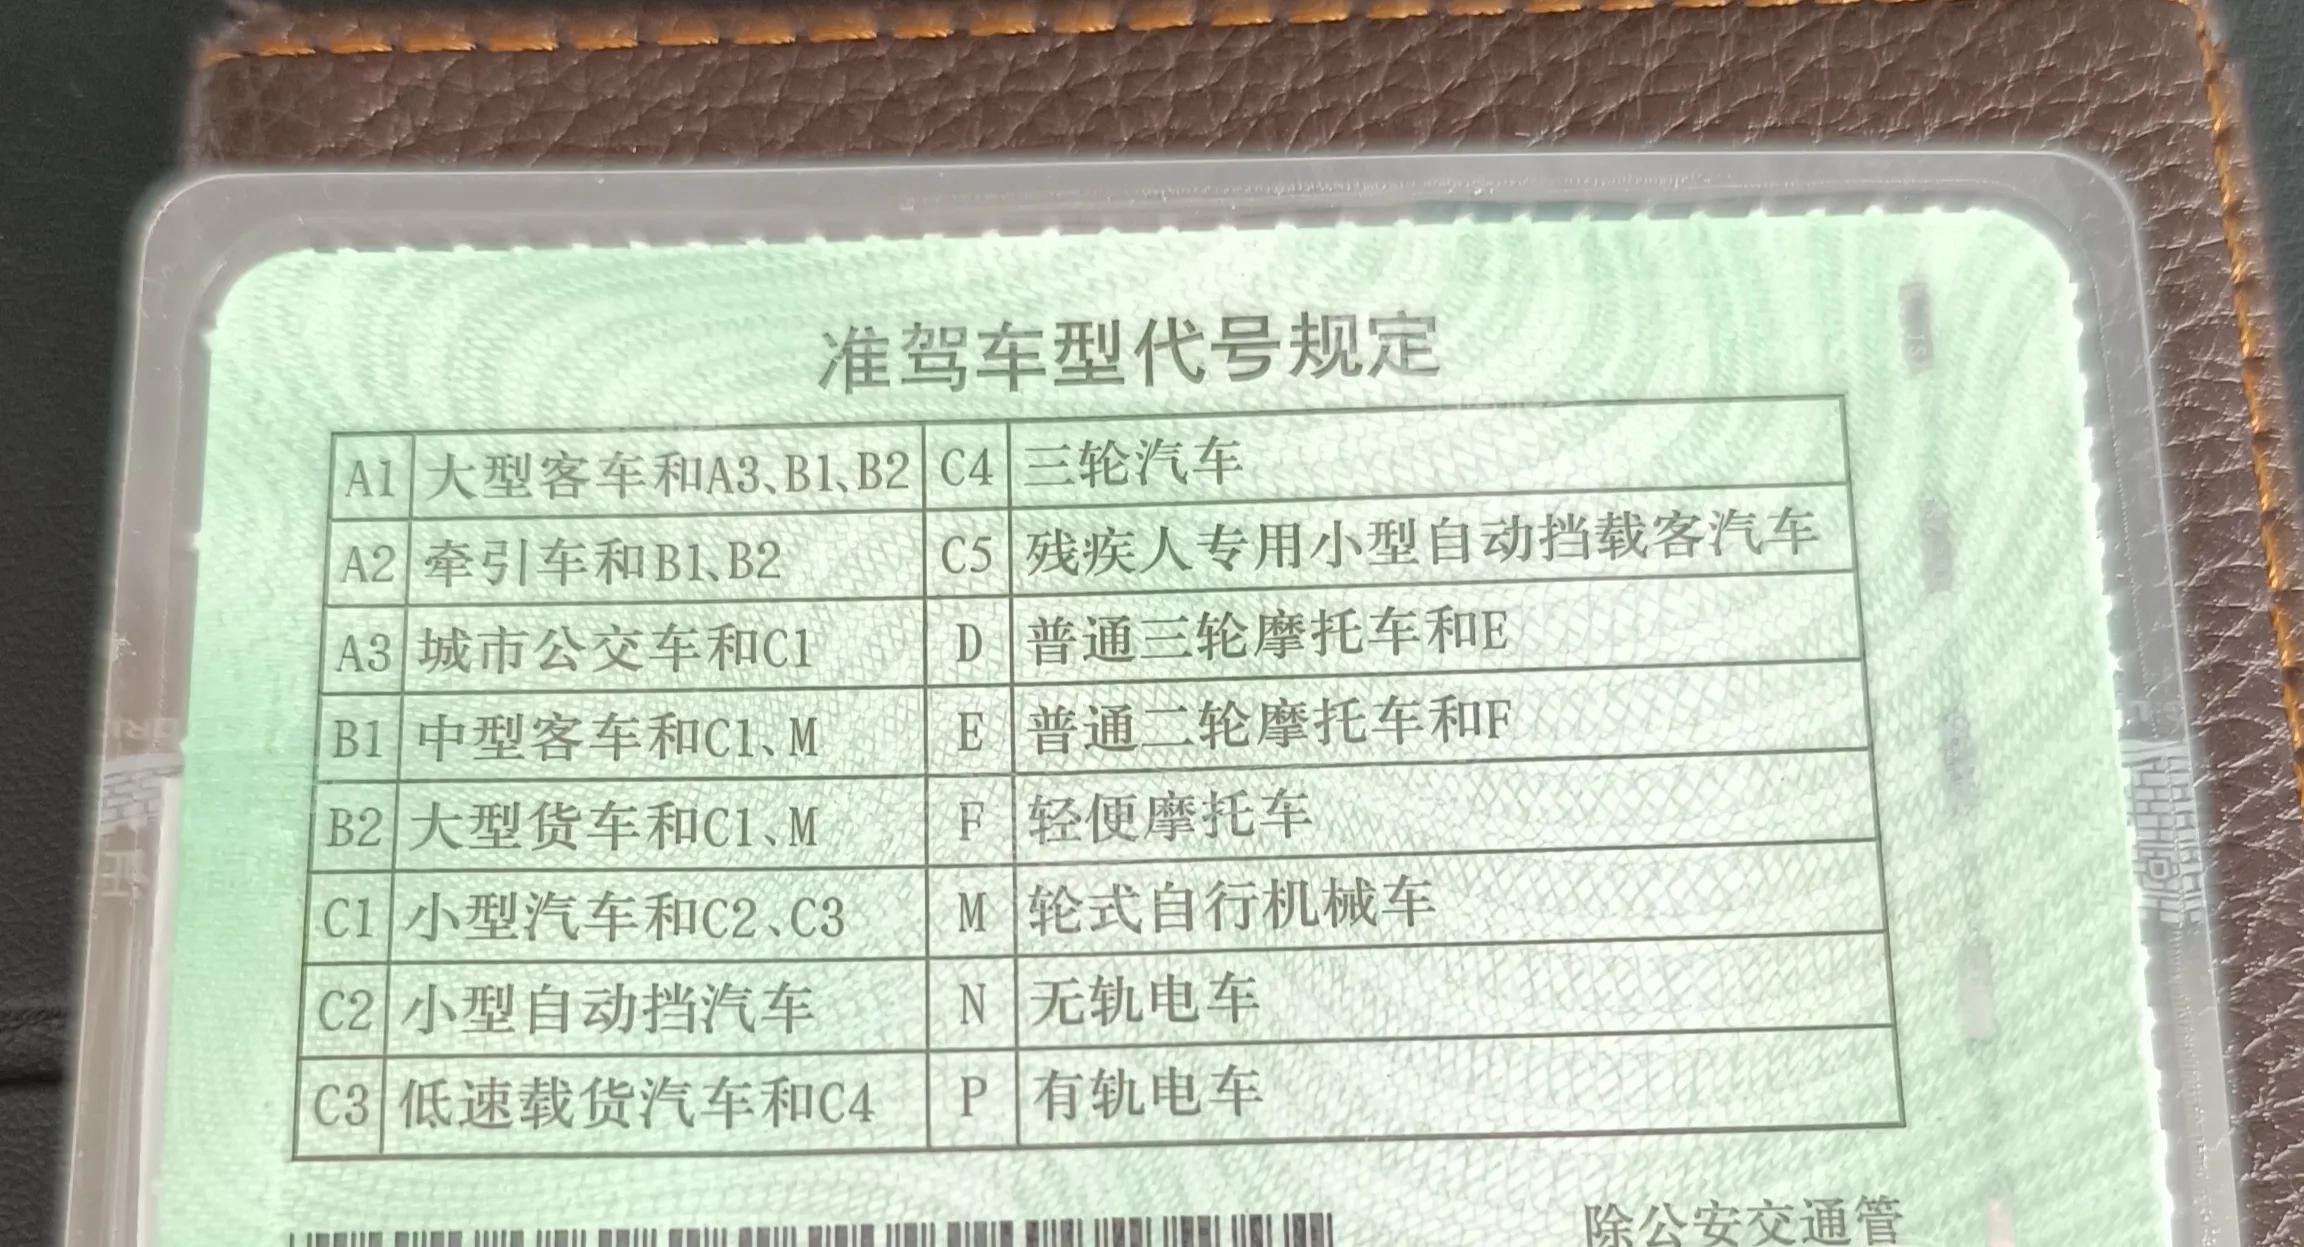 准驾车型代号规定
A1 大型客车和A3、B1、B2 C4 三轮汽车
A2 牵引车和B1、B2 C5 残疾人专用小型自动挡载客汽车
A3 城市公交车和C1 D 普通三轮摩托车和E
B1 中型客车和C1、M E 普通二轮摩托车和F
B2 大型货车和C1、M F 轻便摩托车
C1 小型汽车和C2、C3 M 轮式自行机械车
C2 小型自动挡汽车 N 无轨电车
C3 低速载货汽车和C4 P 有轨电车
除公安交通管